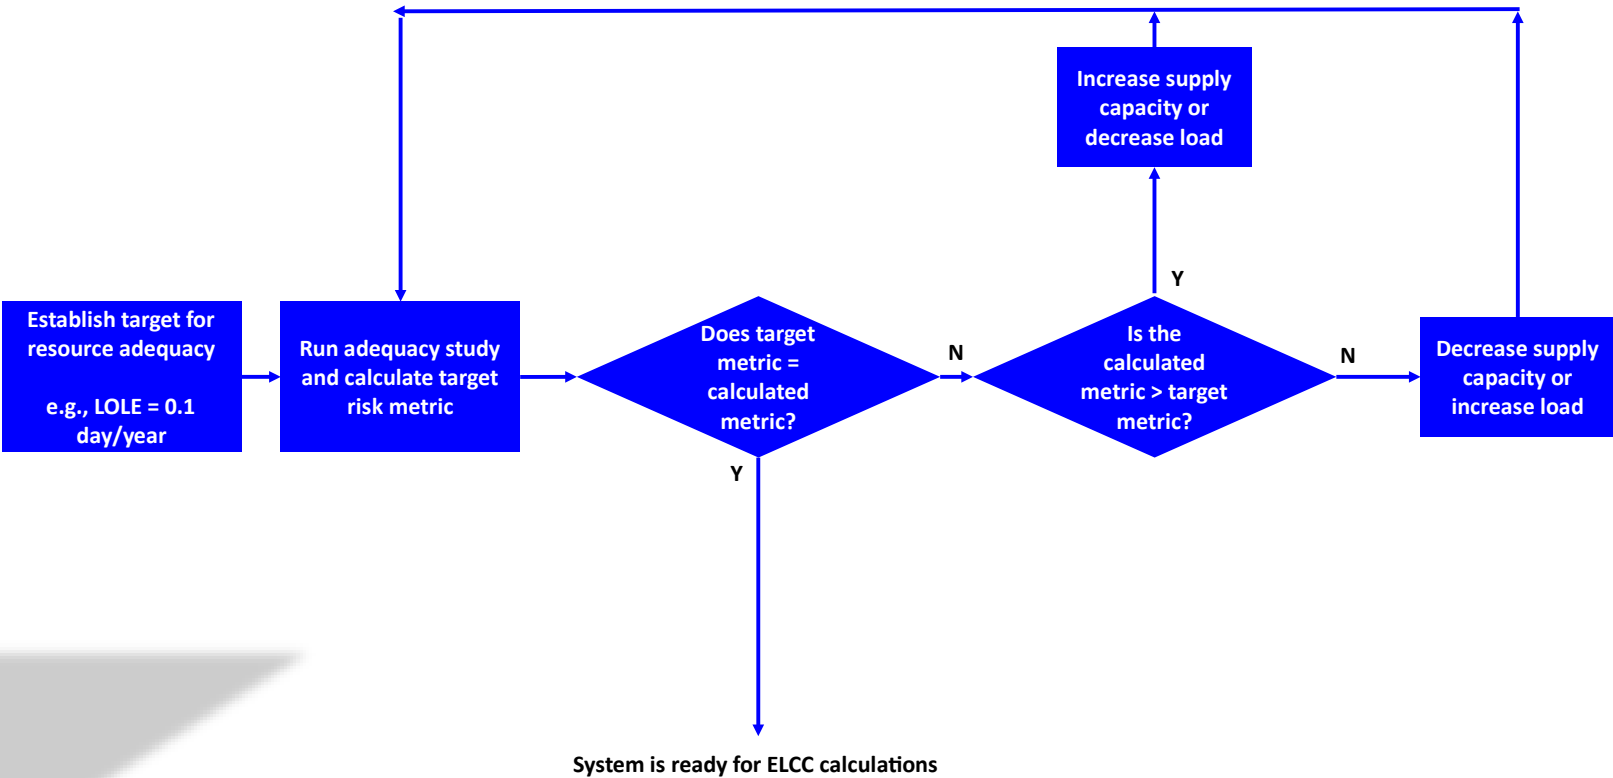 Increase supply
capacity or
decrease load
Y
Establish target for
resource adequacy
e.g., LOLE = 0.1
day/year
Run adequacy study
and calculate target
risk metric
Does target
metric =
calculated
metric?
N
Is the
calculated
metric > target
metric?
N
Decrease supply
capacity or
increase load
Y
System is ready for ELCC calculations